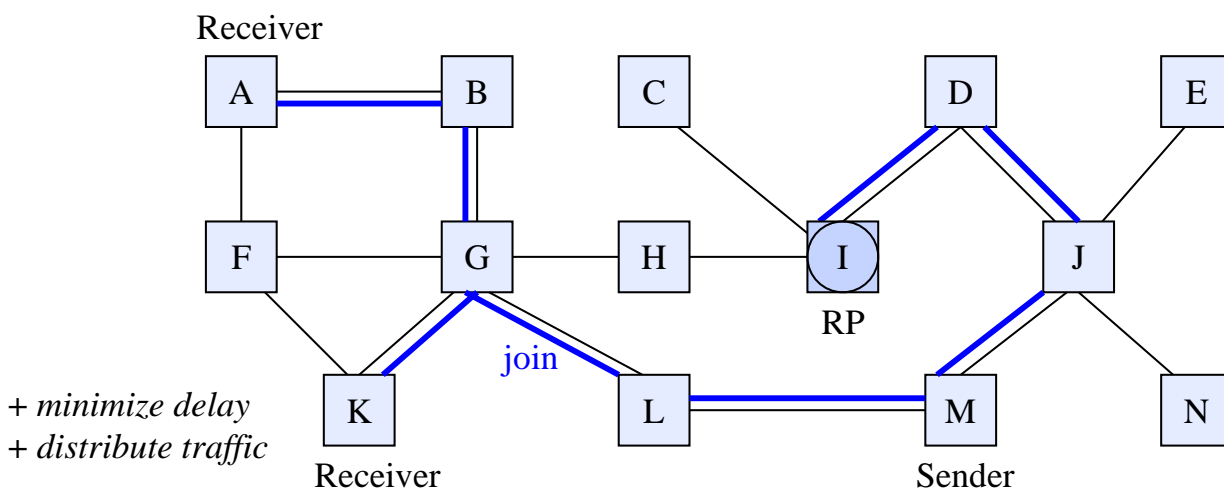 Receiver
A B C D E
F G H I J
RP
join
K L M N
+ minimize delay
+ distribute traffic
Receiver Sender